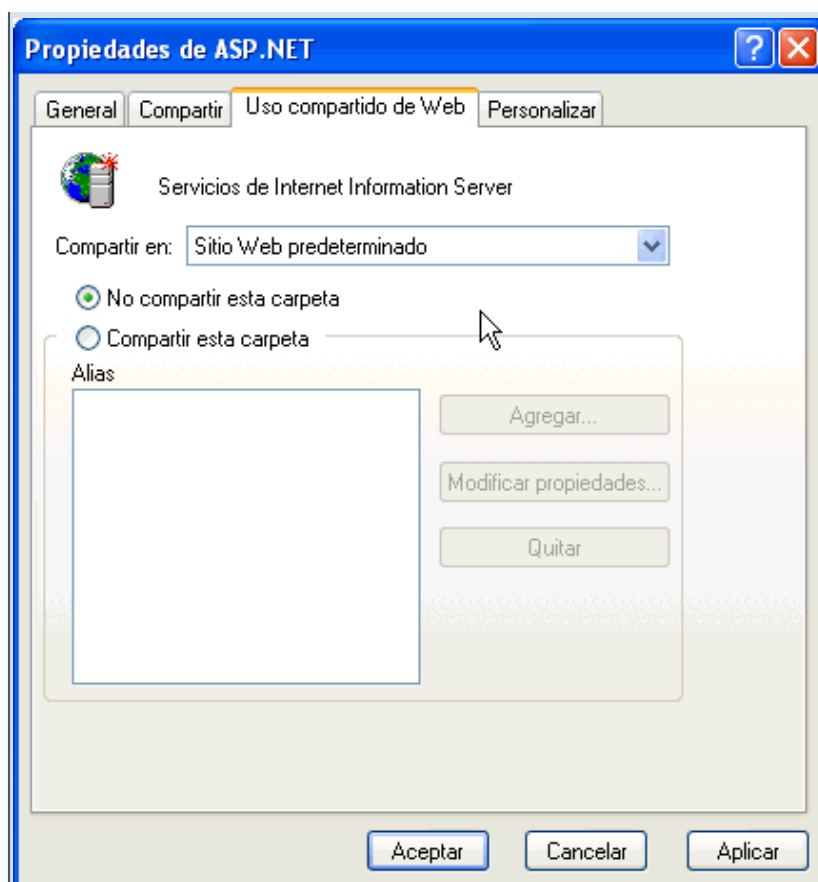 Propiedades de ASP.NET
General Compartir Uso compartido de Web Personalizar
Servicios de Internet Information Server
Compartir en: Sitio Web predeterminado
No compartir esta carpeta
Compartir esta carpeta
Alias
Agregar...
Modificar propiedades...
Quitar
Aceptar Cancelar Aplicar